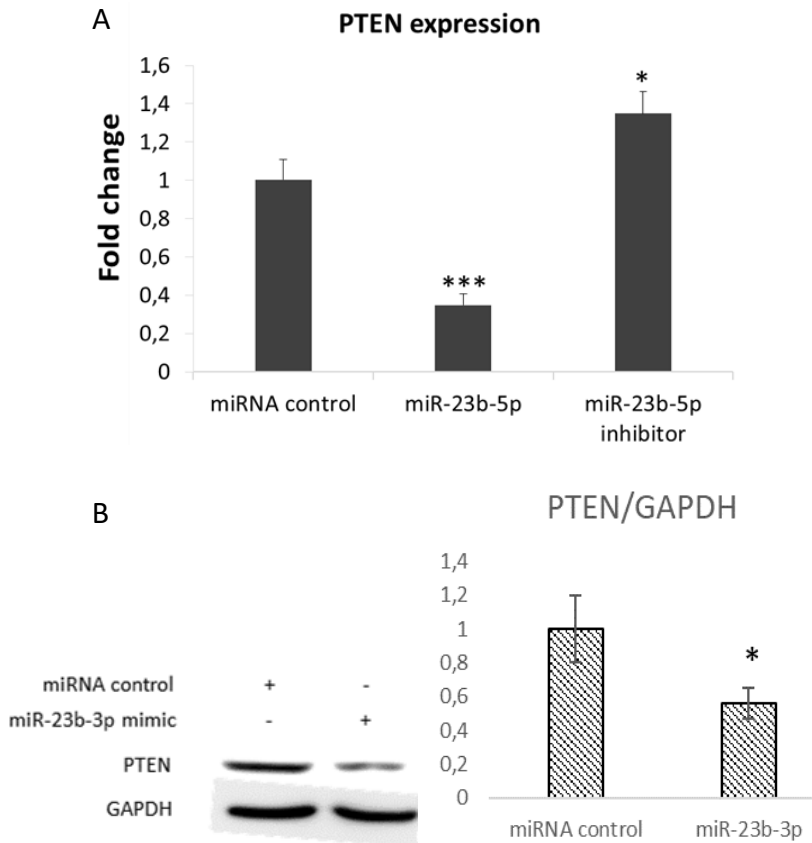 A
PTEN expression
Fold change
1,6
1,4
1,2
1
0,8
0,6
0,4
0,2
0
***
*
miRNA control
miR-23b-5p
miR-23b-5p
inhibitor
B
miRNA control + -
miR-23b-3p mimic - +
PTEN
GAPDH
PTEN/GAPDH
1,4
1,2
1
0,8
0,6
0,4
0,2
0
*
miRNA control
miR-23b-3p